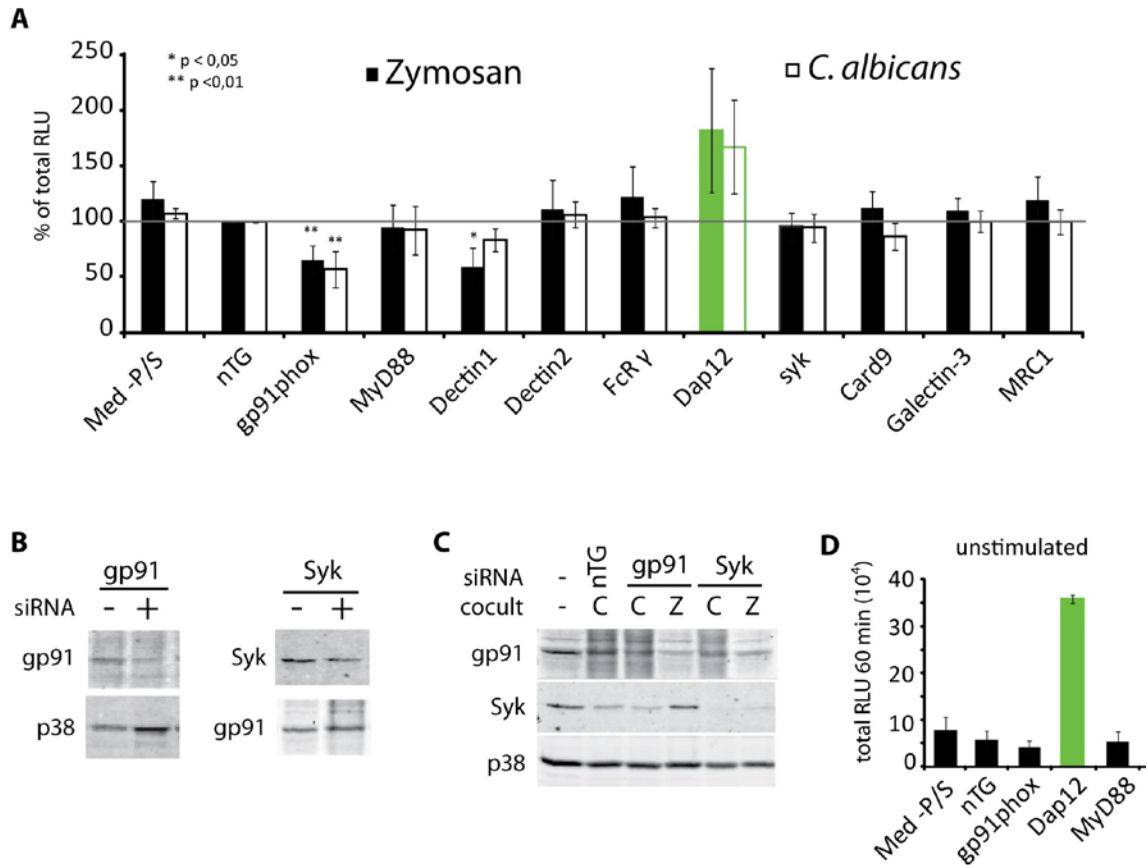 A
250
200
150
100
50
0
% of total RLU
* p < 0,05
** p <0,01
Zymosan
C. albicans
** **
*
Med -P/S
nTG
gp91phox
MyD88
Dectin1
Dectin2
FcR γ
Dap12
syk
Card9
Galectin-3
MRC1
B
gp91
siRNA - +
gp91
p38
Syk
- +
Syk
gp91
C
siRNA - nTG gp91 Syk
cocult - C C Z C Z
gp91
Syk
p38
D
unstimulated
total RLU 60 min (10⁴)
40
30
20
10
0
Med -P/S
nTG
gp91phox
Dap12
MyD88